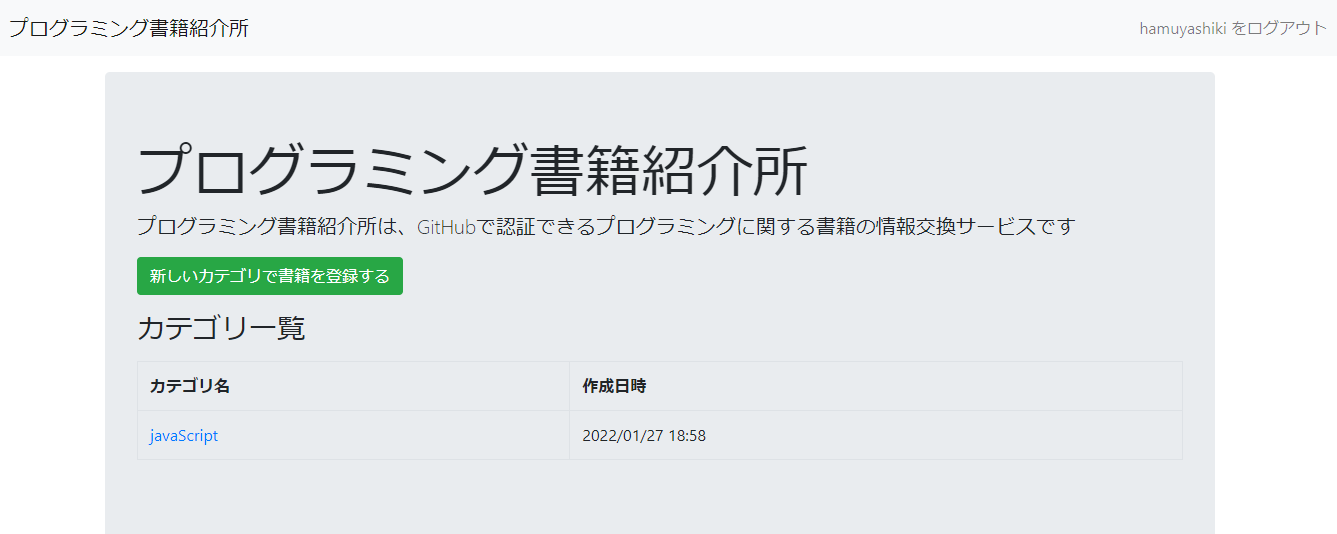 プログラミング書籍紹介所
hamuyashiki をログアウト
プログラミング書籍紹介所
プログラミング書籍紹介所は、GitHubで認証できるプログラミングに関する書籍の情報交換サービスです
新しいカテゴリで書籍を登録する
カテゴリ一覧
カテゴリ名 作成日時
javaScript 2022/01/27 18:58